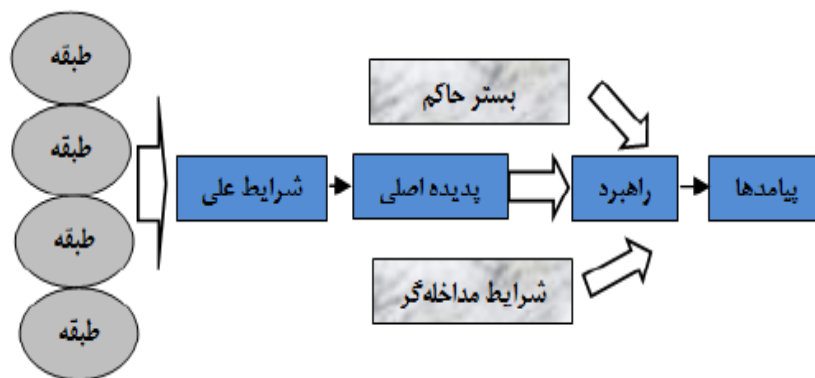 طبقه
طبقه
طبقه
طبقه
بستر حاکم
شرایط علی
پدیده اصلی
راهبرد
پیامدها
شرایط مداخله‌گر